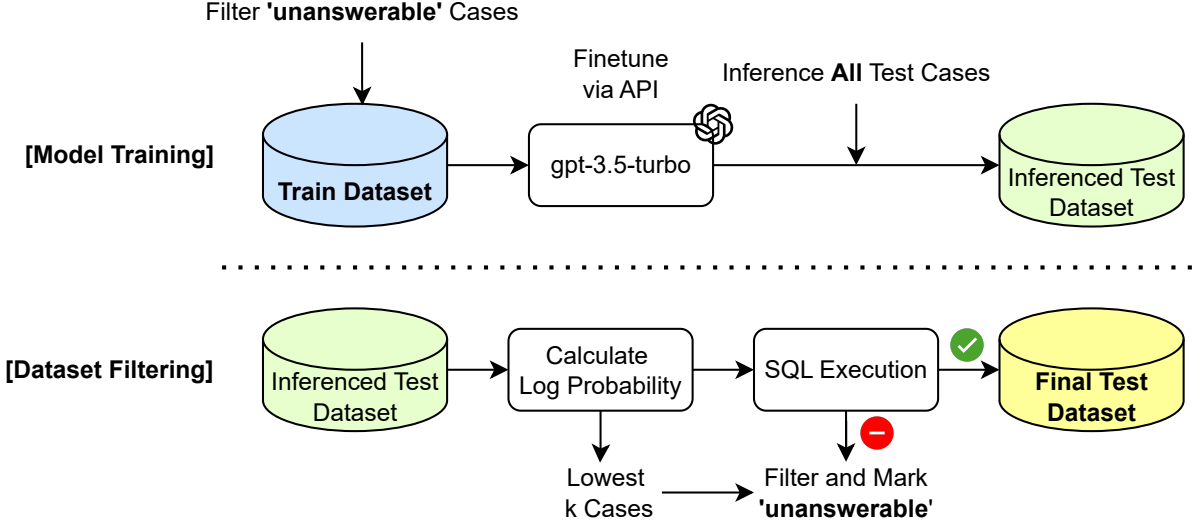 Filter 'unanswerable' Cases
Finetune
via API
Inference All Test Cases
[Model Training]
Train Dataset
gpt-3.5-turbo
Inferenced Test
Dataset
[Dataset Filtering]
Inferenced Test
Dataset
Calculate
Log Probability
SQL Execution
Final Test
Dataset
Lowest
k Cases
Filter and Mark
'unanswerable'